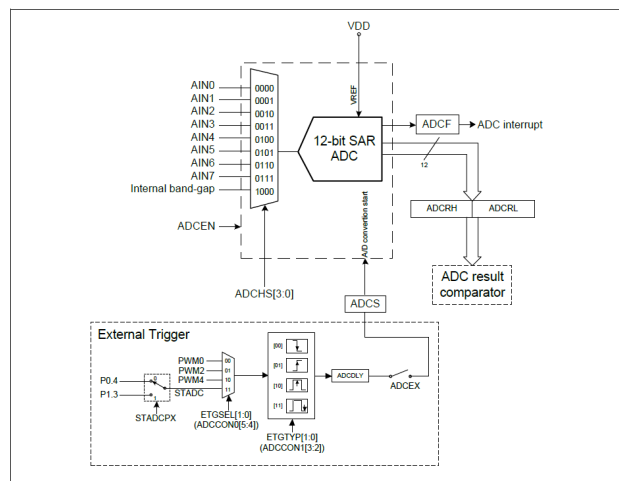 VDD
VREF
AIN0
AIN1
AIN2
AIN3
AIN4
AIN5
AIN6
AIN7
Internal band-gap
0000
0001
0010
0011
0100
0101
0110
0111
1000
12-bit SAR
ADC
ADCF
ADC interrupt
12
ADCRH
ADCRL
ADCEN
A/D convertion start
ADCHS[3:0]
ADCS
ADC result
comparator
External Trigger
P0.4
P1.3
0
1
STADCPX
PWM0
PWM2
PWM4
STADC
00
01
10
11
ETGSEL[1:0]
(ADCCON0[5:4])
[00]
[01]
[10]
[11]
ETGTYP[1:0]
(ADCCON1[3:2])
ADCDLY
ADCEX